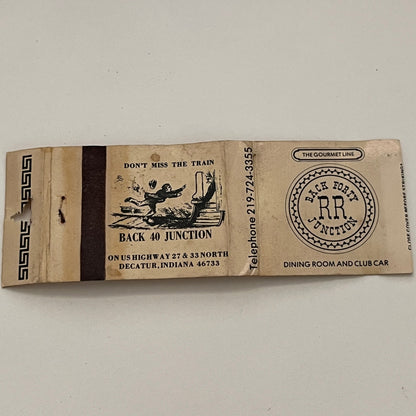 DON'T MISS THE TRAIN
BACK 40 JUNCTION
ON US HIGHWAY 27 & 33 NORTH
DECATUR, INDIANA 46733
Telephone 219-724-3355
THE GOURMET LINE
BACK FORTY
RR
JUNCTION
DINING ROOM AND CLUB CAR